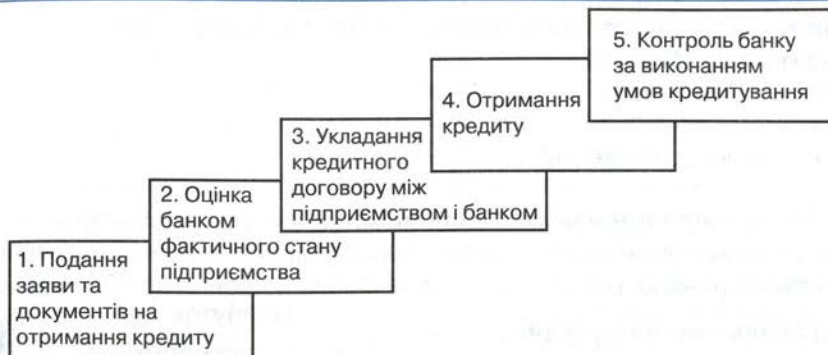 1. Подання
заяви та
документів на
отримання кредиту
2. Оцінка
банком
фактичного стану
підприємства
3. Укладання
кредитного
договору між
підприємством і банком
4. Отримання
кредиту
5. Контроль банку
за виконанням
умов кредитування